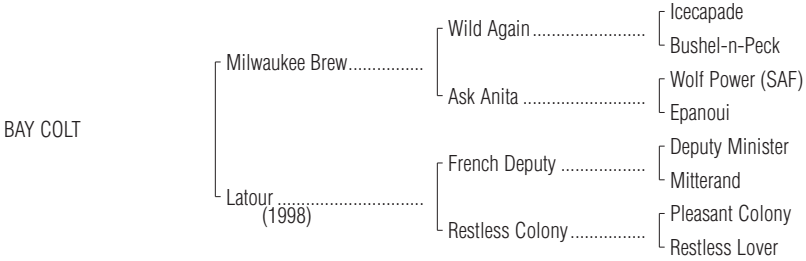 Icecapade
Wild Again........................
Bushel-n-Peck
Milwaukee Brew................
Wolf Power (SAF)
Ask Anita ..........................
Epanoui
BAY COLT
Deputy Minister
French Deputy ..................
Mitterand
Latour ...............................
(1998)
Pleasant Colony
Restless Colony................
Restless Lover